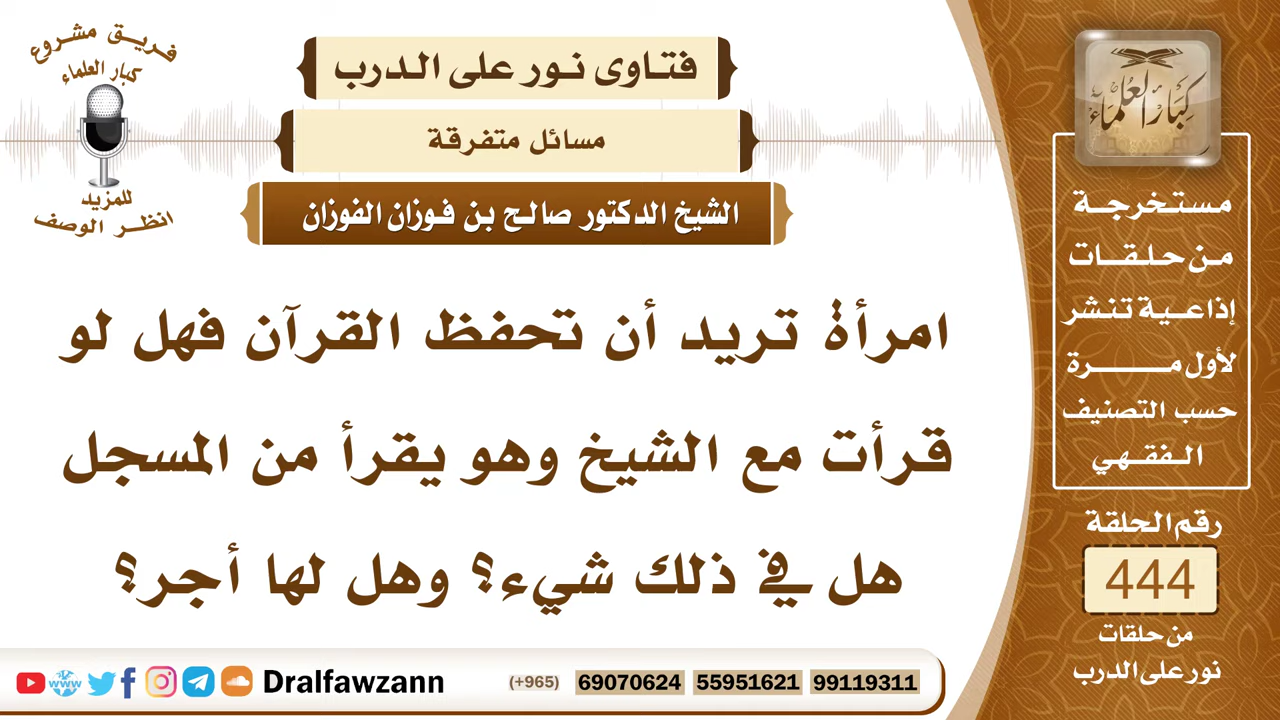 فريق مشروع
كبار العلماء
للمزيد
انظر الوصف
فتاوى نور على الدرب
مسائل متفرقة
الشيخ الدكتور صالح بن فوزان الفوزان
امرأة تريد أن تحفظ القرآن فهل لو
قرأت مع الشيخ وهو يقرأ من المسجل
هل في ذلك شيء؟ وهل لها أجر؟
كبار العلماء
مستخرجة
من حلقات
إذاعية تنشر
لأول مرة
حسب التصنيف
الفقهي
رقم الحلقة
444
من حلقات
نور على الدرب
www Dralfawzann (+965) 69070624 55951621 99119311